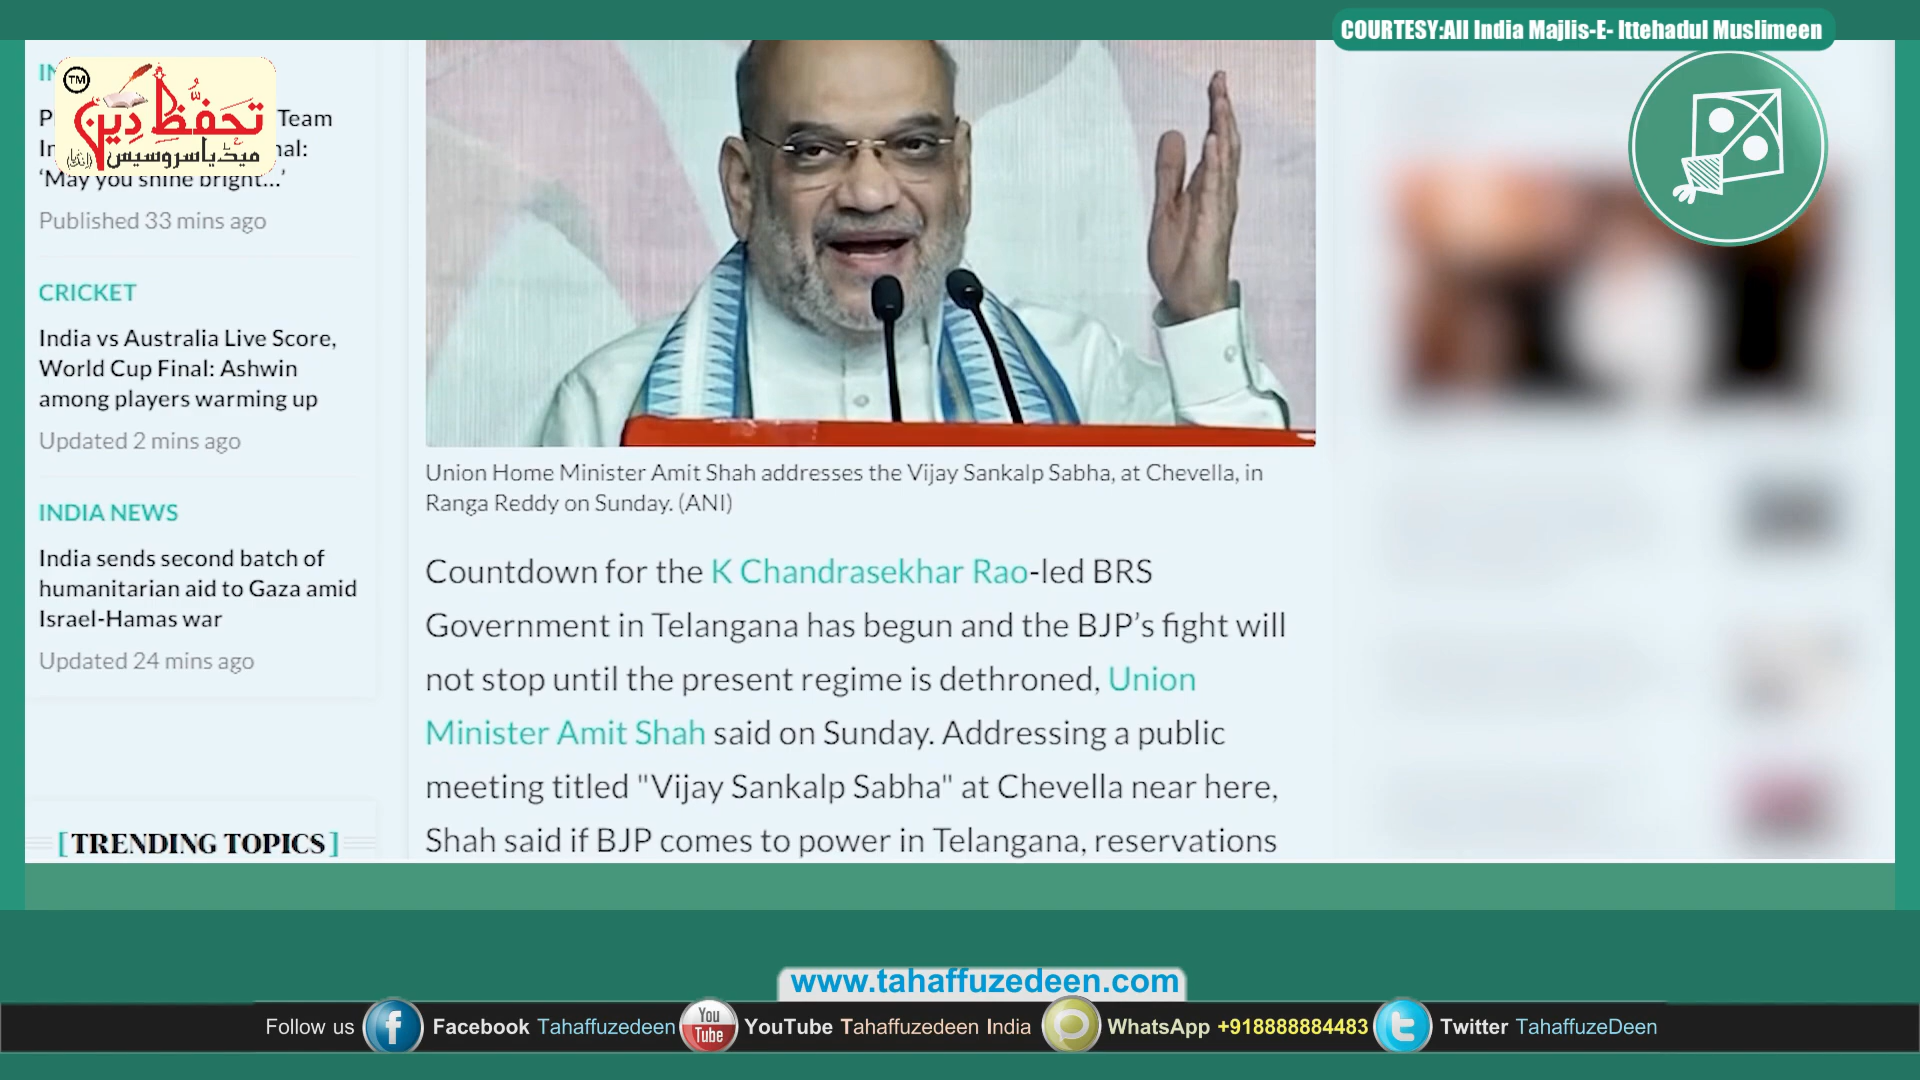 COURTESY:All India Majlis-E- Ittehadul Muslimeen
TM
تحفظِ دین
میڈیا سروسیس
(انڈیا)
Team
‘May you shine bright...’
Published 33 mins ago
CRICKET
India vs Australia Live Score,
World Cup Final: Ashwin
among players warming up
Updated 2 mins ago
INDIA NEWS
India sends second batch of
humanitarian aid to Gaza amid
Israel-Hamas war
Updated 24 mins ago
[TRENDING TOPICS]
Union Home Minister Amit Shah addresses the Vijay Sankalp Sabha, at Chevella, in
Ranga Reddy on Sunday. (ANI)
Countdown for the K Chandrasekhar Rao-led BRS
Government in Telangana has begun and the BJP’s fight will
not stop until the present regime is dethroned, Union
Minister Amit Shah said on Sunday. Addressing a public
meeting titled "Vijay Sankalp Sabha" at Chevella near here,
Shah said if BJP comes to power in Telangana, reservations
www.tahaffuzedeen.com
Follow us f Facebook Tahaffuzedeen You Tube YouTube Tahaffuzedeen India WhatsApp +918888884483 t Twitter TahaffuzeDeen